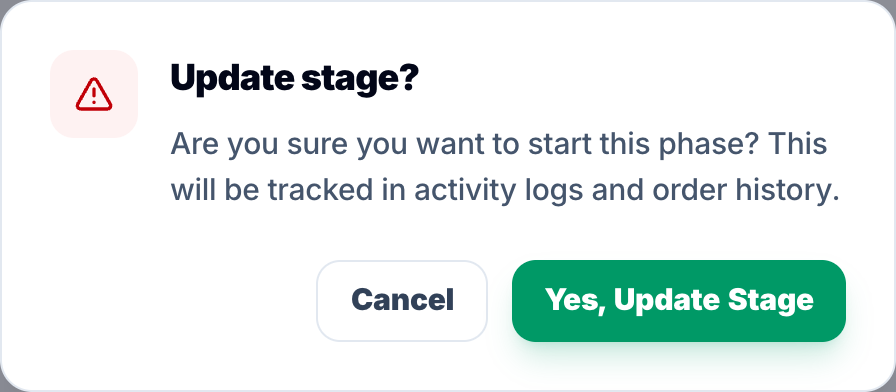 Update stage?
Are you sure you want to start this phase? This
will be tracked in activity logs and order history.
Cancel
Yes, Update Stage